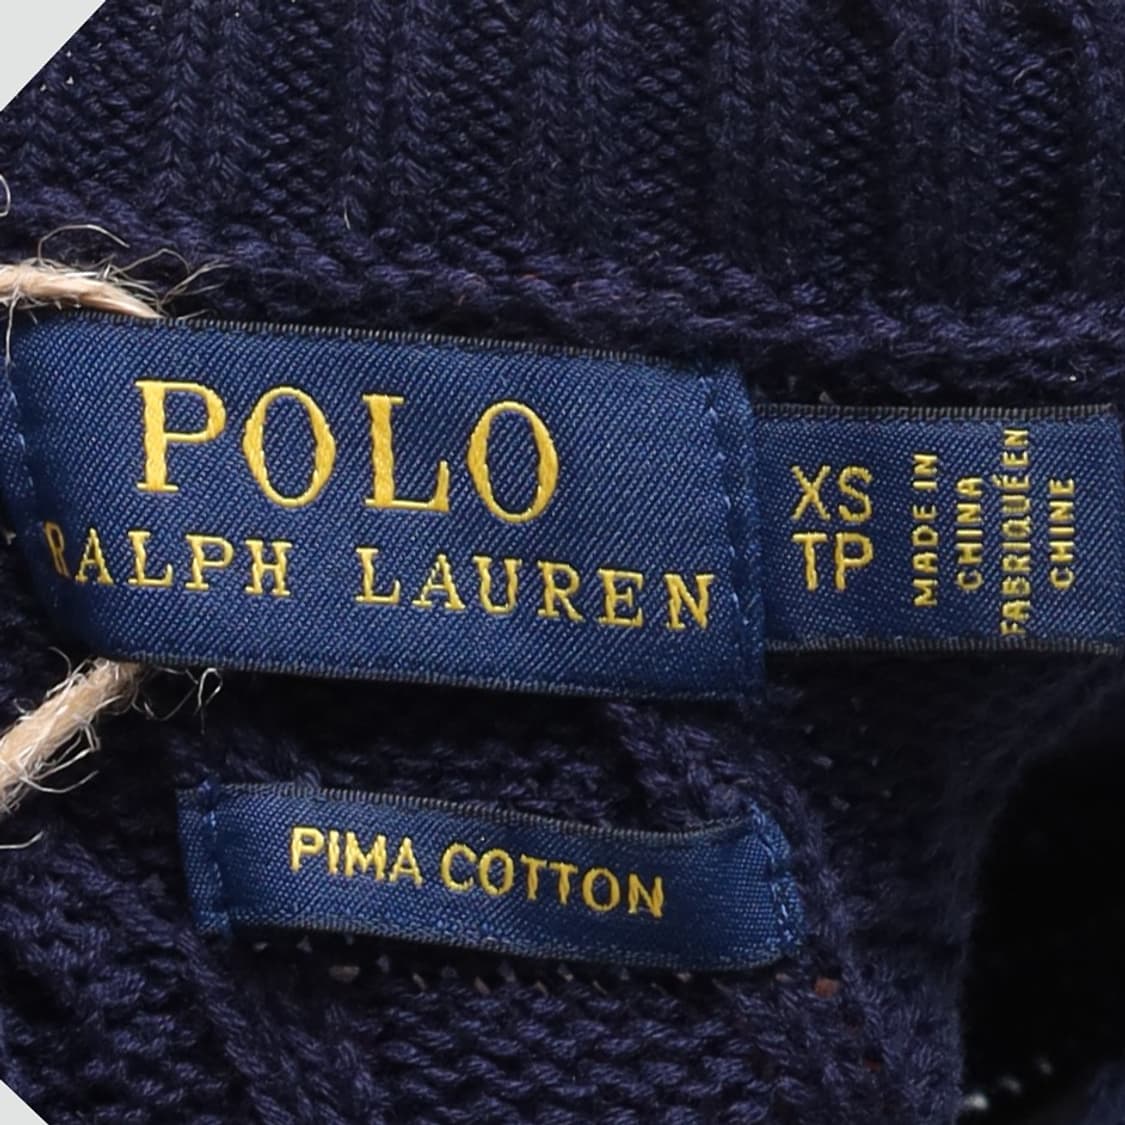 POLO
RALPH LAUREN
XS
TP
MADE IN
CHINA
FABRIQUÉ EN
CHINE
PIMA COTTON